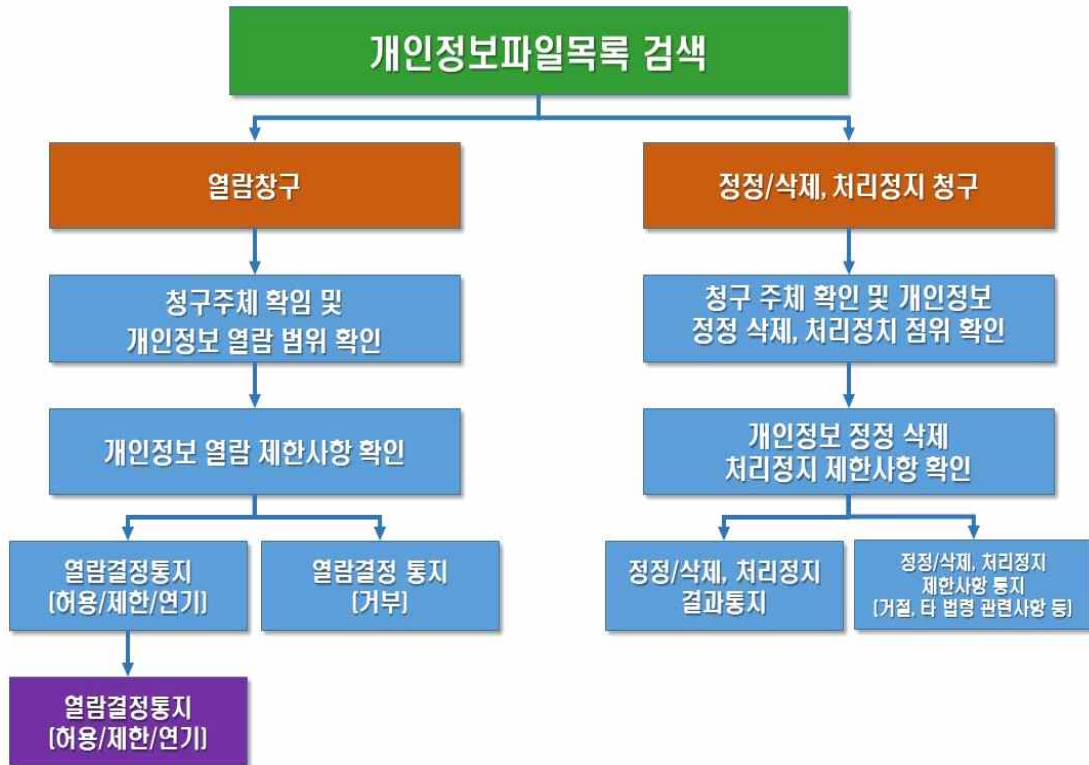 개인정보파일목록 검색
열람창구
정정/삭제, 처리정지 청구
청구주체 확임 및
개인정보 열람 범위 확인
청구 주체 확인 및 개인정보
정정 삭제, 처리정치 점위 확인
개인정보 열람 제한사항 확인
개인정보 정정 삭제
처리정지 제한사항 확인
열람결정통지
(허용/제한/연기)
열람결정 통지
(거부)
정정/삭제, 처리정지
결과통지
정정/삭제, 처리정지
제한사항 통지
(거절, 타 법령 관련사항 등)
열람결정통지
(허용/제한/연기)